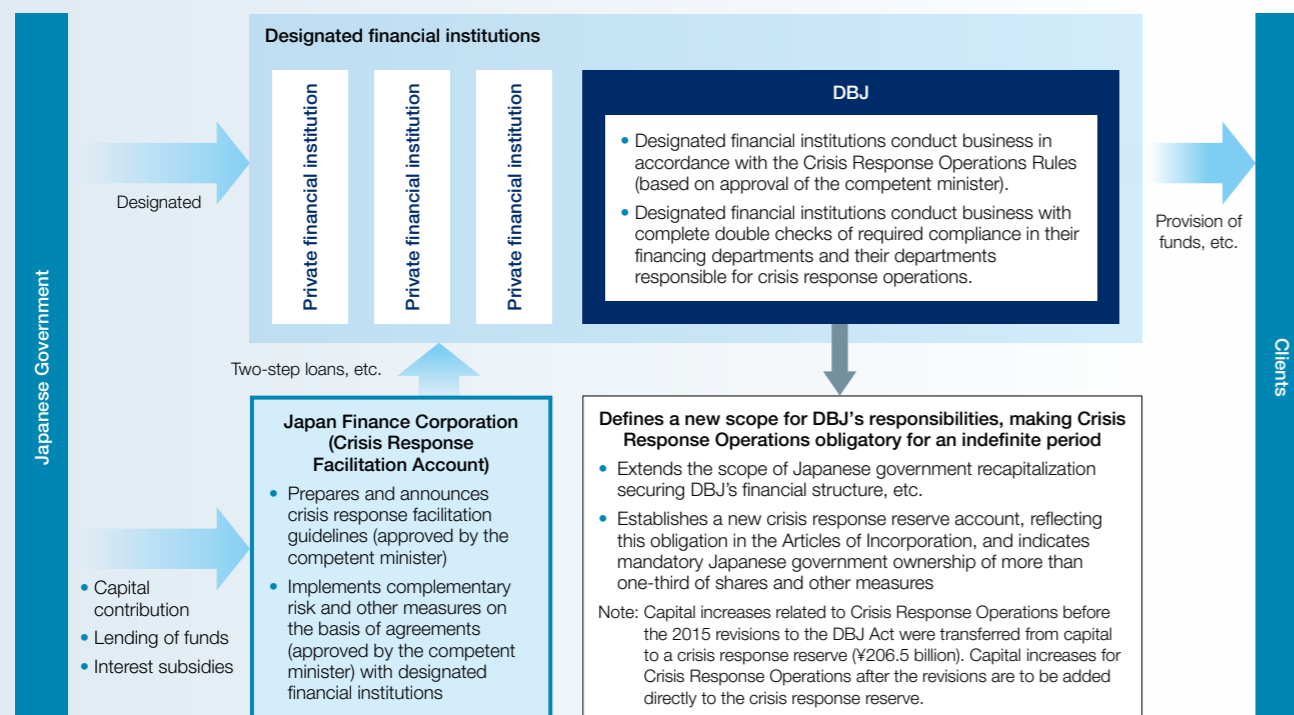 Japanese Government
Designated
Designated financial institutions
Private financial institution
Private financial institution
Private financial institution
DBJ
• Designated financial institutions conduct business in
accordance with the Crisis Response Operations Rules
(based on approval of the competent minister).
• Designated financial institutions conduct business with
complete double checks of required compliance in their
financing departments and their departments
responsible for crisis response operations.
Provision of
funds, etc.
Clients
Two-step loans, etc.
• Capital
contribution
• Lending of funds
• Interest subsidies
Japan Finance Corporation
(Crisis Response
Facilitation Account)
• Prepares and announces
crisis response facilitation
guidelines (approved by the
competent minister)
• Implements complementary
risk and other measures on
the basis of agreements
(approved by the competent
minister) with designated
financial institutions
Defines a new scope for DBJ's responsibilities, making Crisis
Response Operations obligatory for an indefinite period
• Extends the scope of Japanese government recapitalization
securing DBJ's financial structure, etc.
• Establishes a new crisis response reserve account, reflecting
this obligation in the Articles of Incorporation, and indicates
mandatory Japanese government ownership of more than
one-third of shares and other measures
Note: Capital increases related to Crisis Response Operations before
the 2015 revisions to the DBJ Act were transferred from capital
to a crisis response reserve (¥206.5 billion). Capital increases for
Crisis Response Operations after the revisions are to be added
directly to the crisis response reserve.